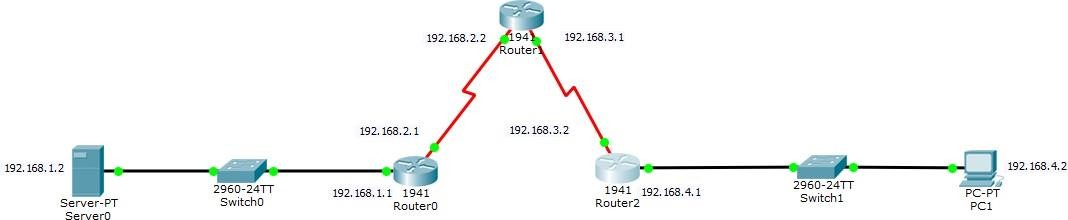 1941
Router1
192.168.2.2
192.168.3.1
192.168.2.1
192.168.3.2
192.168.1.2
Server-PT
Server0
2960-24TT
Switch0
192.168.1.1
1941
Router0
1941
Router2
192.168.4.1
2960-24TT
Switch1
PC-PT
PC1
192.168.4.2